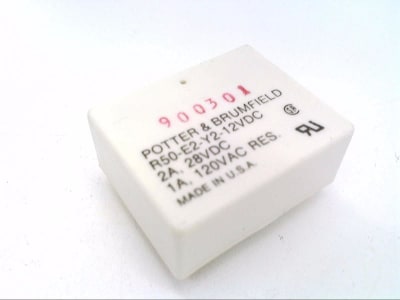 900301
POTTER & BRUMFIELD
R50-E2-Y2-12VDC
2A, 28VDC
1A, 120VAC RES.
MADE IN U.S.A.